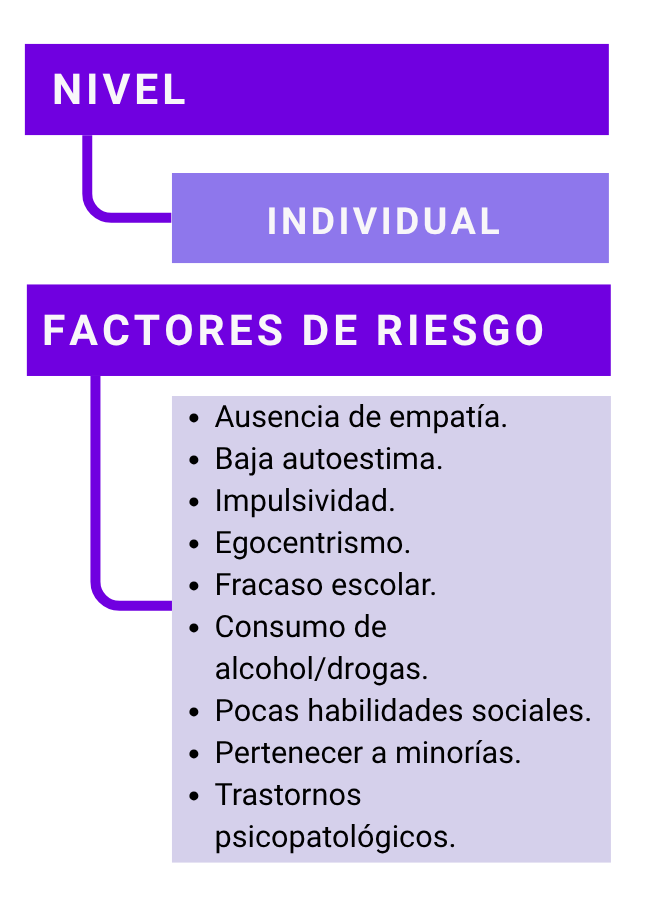 NIVEL
INDIVIDUAL
FACTORES DE RIESGO
• Ausencia de empatía.
• Baja autoestima.
• Impulsividad.
• Egocentrismo.
• Fracaso escolar.
• Consumo de
alcohol/drogas.
• Pocas habilidades sociales.
• Pertenecer a minorías.
• Trastornos
psicopatológicos.